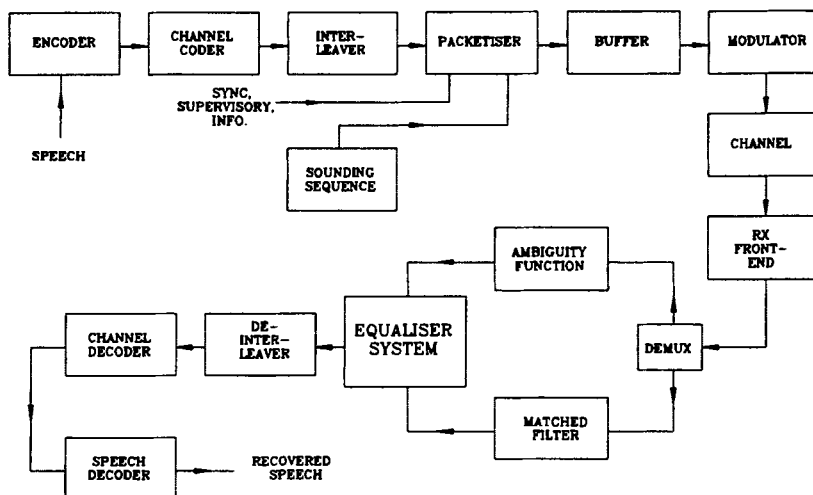 ENCODER
CHANNEL
CODER
INTER-
LEAVER
PACKETISER
BUFFER
MODULATOR
SYNC,
SUPERVISORY,
INFO.
SPEECH
SOUNDING
SEQUENCE
CHANNEL
RX
FRONT-
END
AMBIGUITY
FUNCTION
DEMUX
EQUALISER
SYSTEM
DE-
INTER-
LEAVER
CHANNEL
DECODER
MATCHED
FILTER
SPEECH
DECODER
RECOVERED
SPEECH